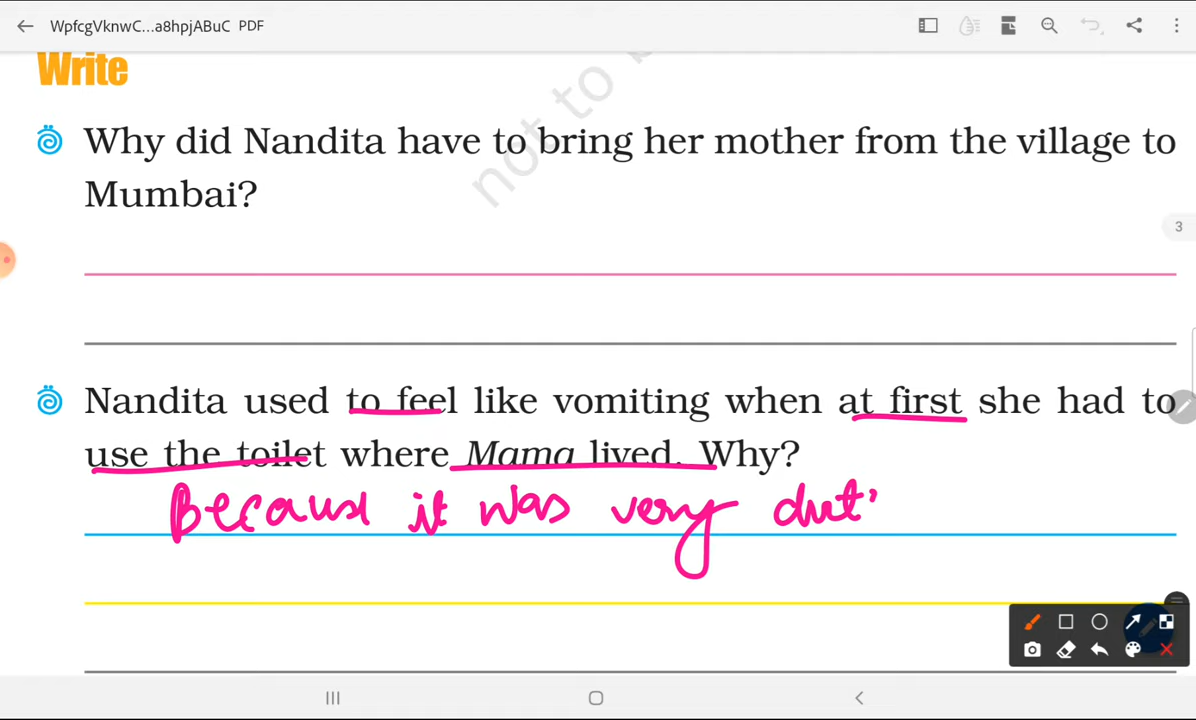 WpfcgVknwC...a8hpjABuC PDF
Write
not to b
Why did Nandita have to bring her mother from the village to
Mumbai?
3
Nandita used to feel like vomiting when at first she had to
use the toilet where Mama lived. Why?
Because it was very